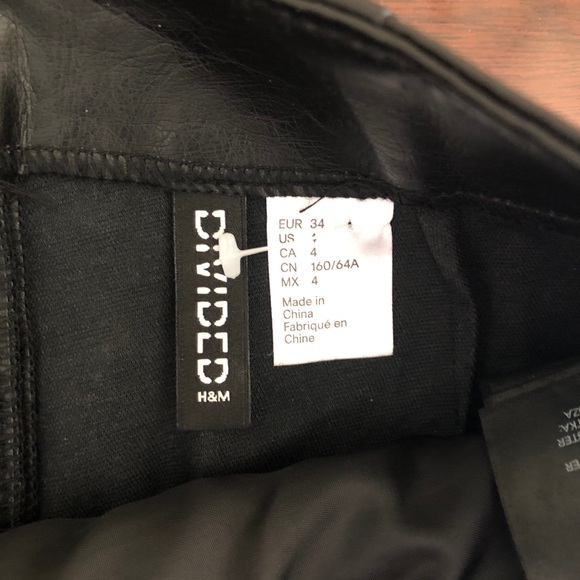 DIVIDED
H&M
EUR 34
US
CA 4
CN 160/64A
MX 4
Made in
China
Fabriqué en
Chine